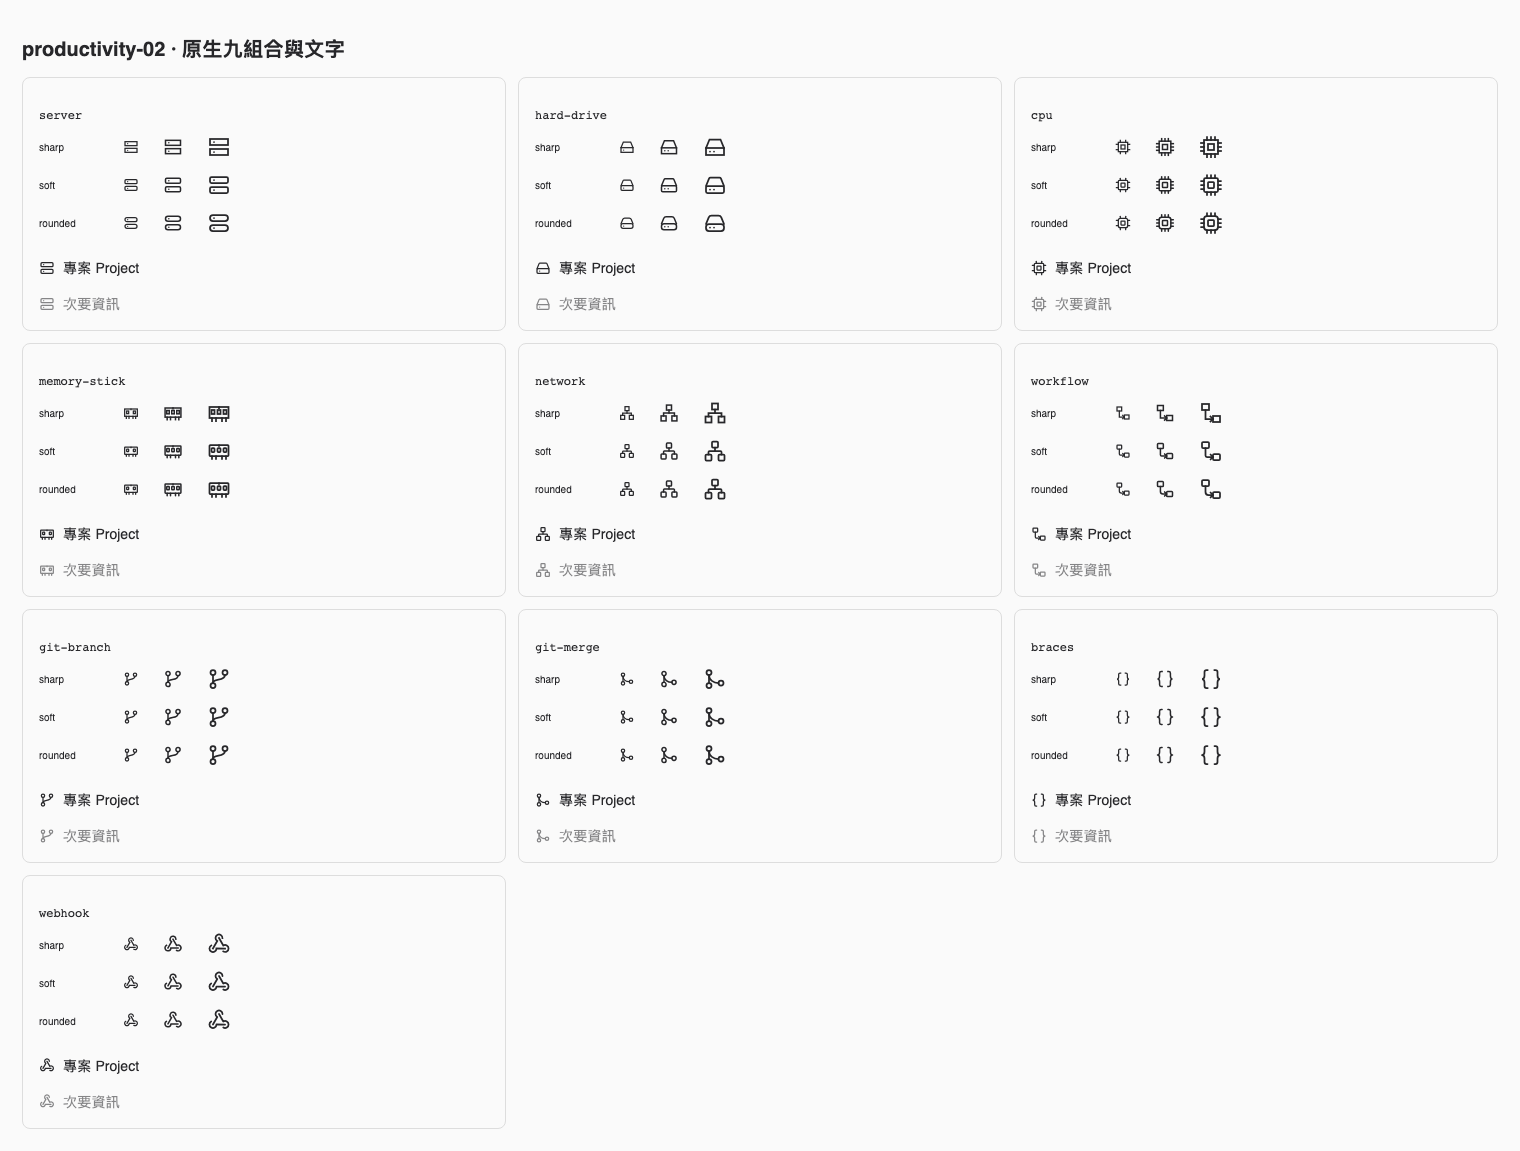 productivity-02 · 原生九組合與文字
server
sharp
soft
rounded
專案 Project
次要資訊
hard-drive
sharp
soft
rounded
專案 Project
次要資訊
cpu
sharp
soft
rounded
專案 Project
次要資訊
memory-stick
sharp
soft
rounded
專案 Project
次要資訊
network
sharp
soft
rounded
專案 Project
次要資訊
workflow
sharp
soft
rounded
專案 Project
次要資訊
git-branch
sharp
soft
rounded
專案 Project
次要資訊
git-merge
sharp
soft
rounded
專案 Project
次要資訊
braces
sharp
soft
rounded
專案 Project
次要資訊
webhook
sharp
soft
rounded
專案 Project
次要資訊